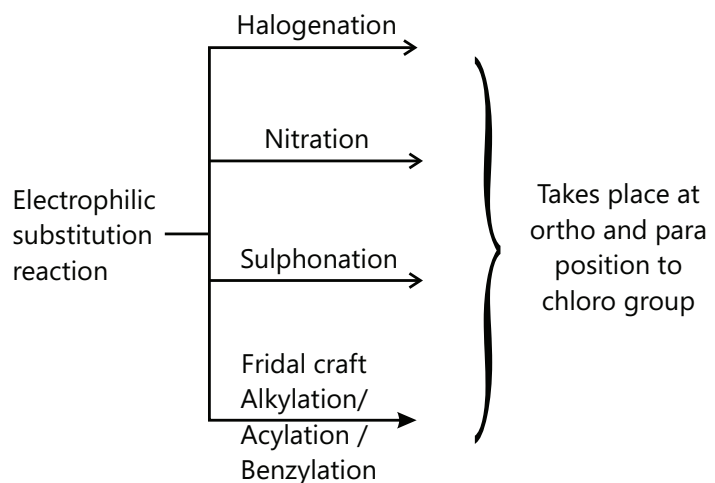 Halogenation
Nitration
Electrophilic
substitution
reaction
Sulphonation
Fridal craft
Alkylation/
Acylation /
Benzylation
Takes place at
ortho and para
position to
chloro group